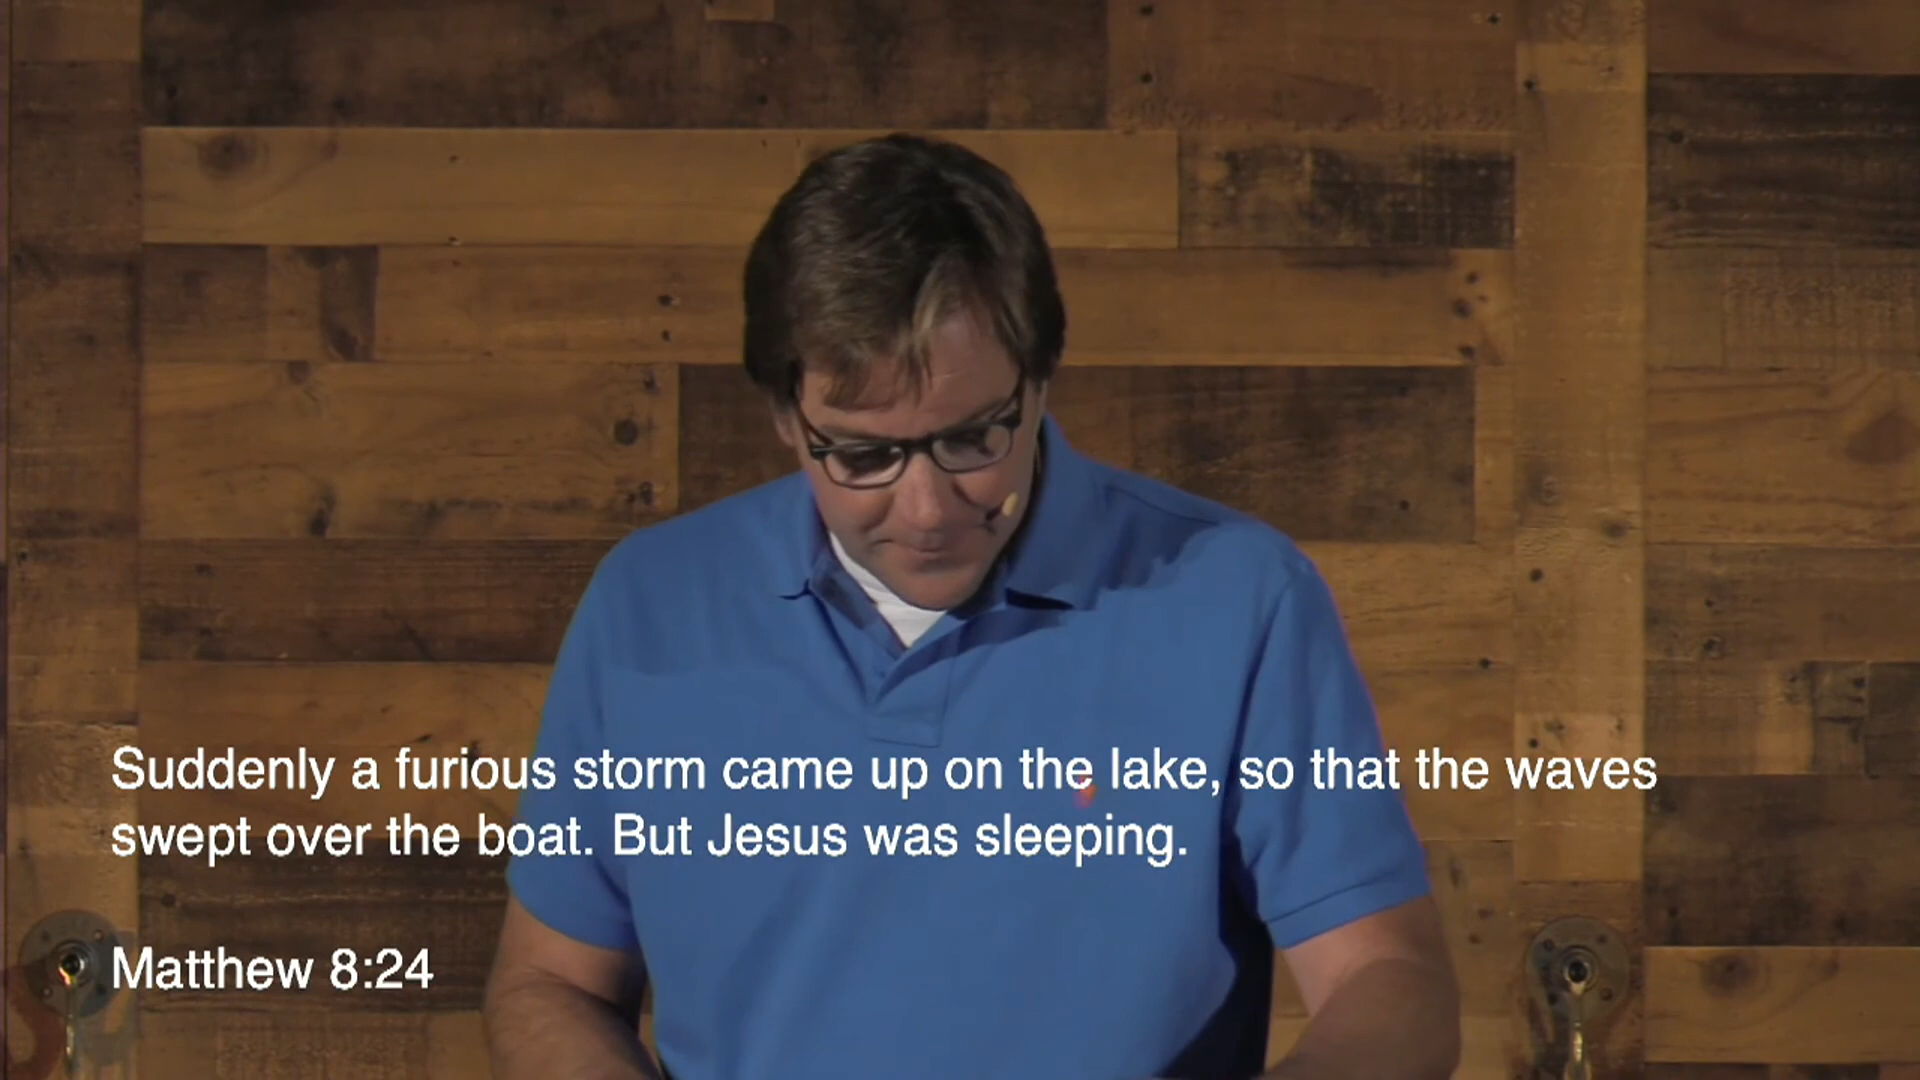 Suddenly a furious storm came up on the lake, so that the waves
swept over the boat. But Jesus was sleeping.
Matthew 8:24